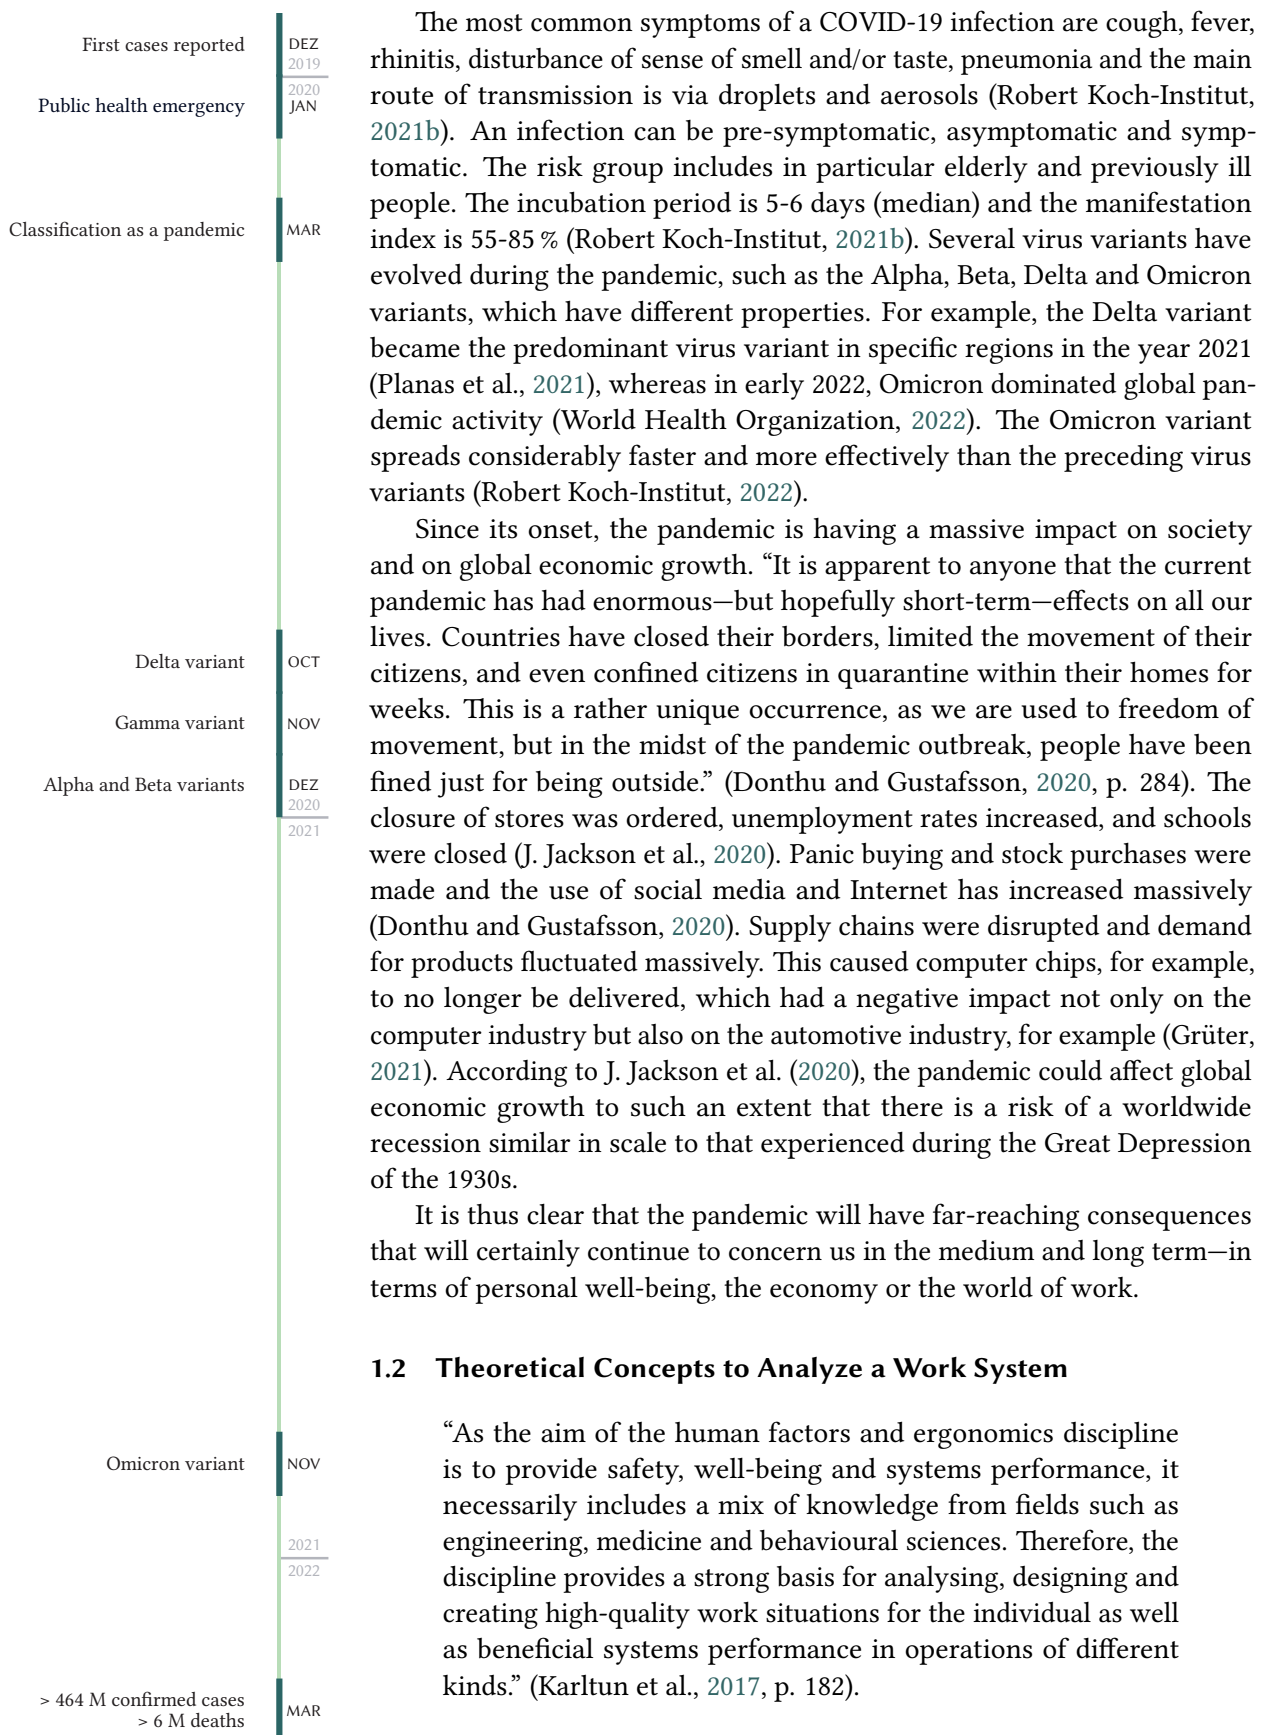 First cases reported
DEZ
2019
2020
Public health emergency
JAN
Classification as a pandemic
MAR
Delta variant
OCT
Gamma variant
NOV
Alpha and Beta variants
DEZ
2020
2021
Omicron variant
NOV
2021
2022
> 464 M confirmed cases
> 6 M deaths
MAR
The most common symptoms of a COVID-19 infection are cough, fever,
rhinitis, disturbance of sense of smell and/or taste, pneumonia and the main
route of transmission is via droplets and aerosols (Robert Koch-Institut,
2021b). An infection can be pre-symptomatic, asymptomatic and symp-
tomatic. The risk group includes in particular elderly and previously ill
people. The incubation period is 5-6 days (median) and the manifestation
index is 55-85 % (Robert Koch-Institut, 2021b). Several virus variants have
evolved during the pandemic, such as the Alpha, Beta, Delta and Omicron
variants, which have different properties. For example, the Delta variant
became the predominant virus variant in specific regions in the year 2021
(Planas et al., 2021), whereas in early 2022, Omicron dominated global pan-
demic activity (World Health Organization, 2022). The Omicron variant
spreads considerably faster and more effectively than the preceding virus
variants (Robert Koch-Institut, 2022).
Since its onset, the pandemic is having a massive impact on society
and on global economic growth. “It is apparent to anyone that the current
pandemic has had enormous—but hopefully short-term—effects on all our
lives. Countries have closed their borders, limited the movement of their
citizens, and even confined citizens in quarantine within their homes for
weeks. This is a rather unique occurrence, as we are used to freedom of
movement, but in the midst of the pandemic outbreak, people have been
fined just for being outside.” (Donthu and Gustafsson, 2020, p. 284). The
closure of stores was ordered, unemployment rates increased, and schools
were closed (J. Jackson et al., 2020). Panic buying and stock purchases were
made and the use of social media and Internet has increased massively
(Donthu and Gustafsson, 2020). Supply chains were disrupted and demand
for products fluctuated massively. This caused computer chips, for example,
to no longer be delivered, which had a negative impact not only on the
computer industry but also on the automotive industry, for example (Grüter,
2021). According to J. Jackson et al. (2020), the pandemic could affect global
economic growth to such an extent that there is a risk of a worldwide
recession similar in scale to that experienced during the Great Depression
of the 1930s.
It is thus clear that the pandemic will have far-reaching consequences
that will certainly continue to concern us in the medium and long term—in
terms of personal well-being, the economy or the world of work.
1.2 Theoretical Concepts to Analyze a Work System
“As the aim of the human factors and ergonomics discipline
is to provide safety, well-being and systems performance, it
necessarily includes a mix of knowledge from fields such as
engineering, medicine and behavioural sciences. Therefore, the
discipline provides a strong basis for analysing, designing and
creating high-quality work situations for the individual as well
as beneficial systems performance in operations of different
kinds.” (Karltun et al., 2017, p. 182).